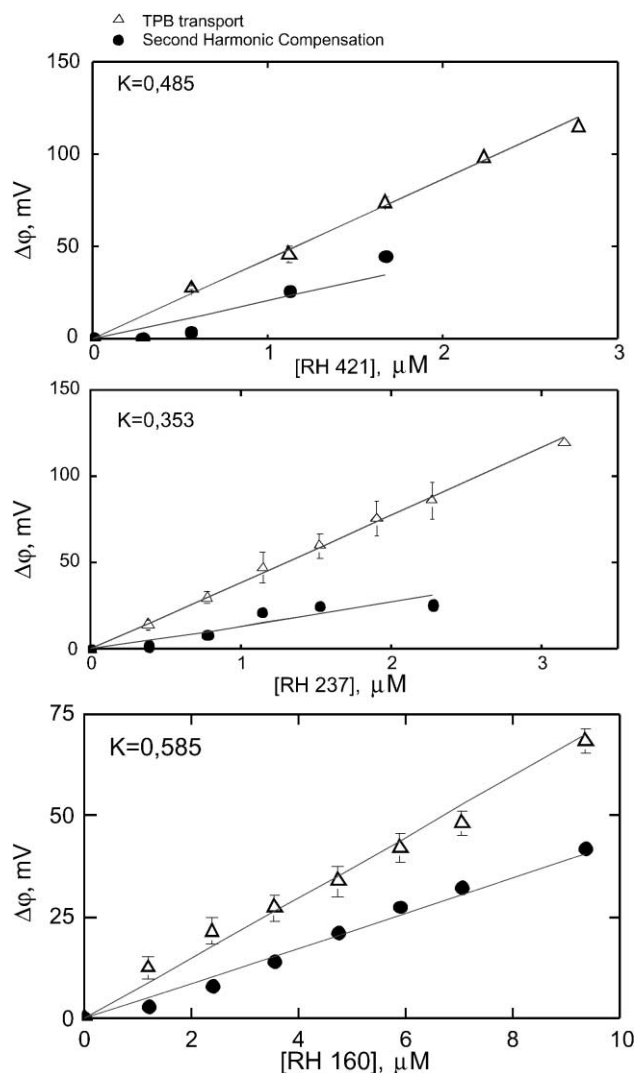 TPB transport
Second Harmonic Compensation
150
K=0,485
100
Δφ, mV
50
0
0 1 2 3
[RH 421], μM
150
K=0,353
100
Δφ, mV
50
0
0 1 2 3
[RH 237], μM
75
K=0,585
50
Δφ, mV
25
0
0 2 4 6 8 10
[RH 160], μM